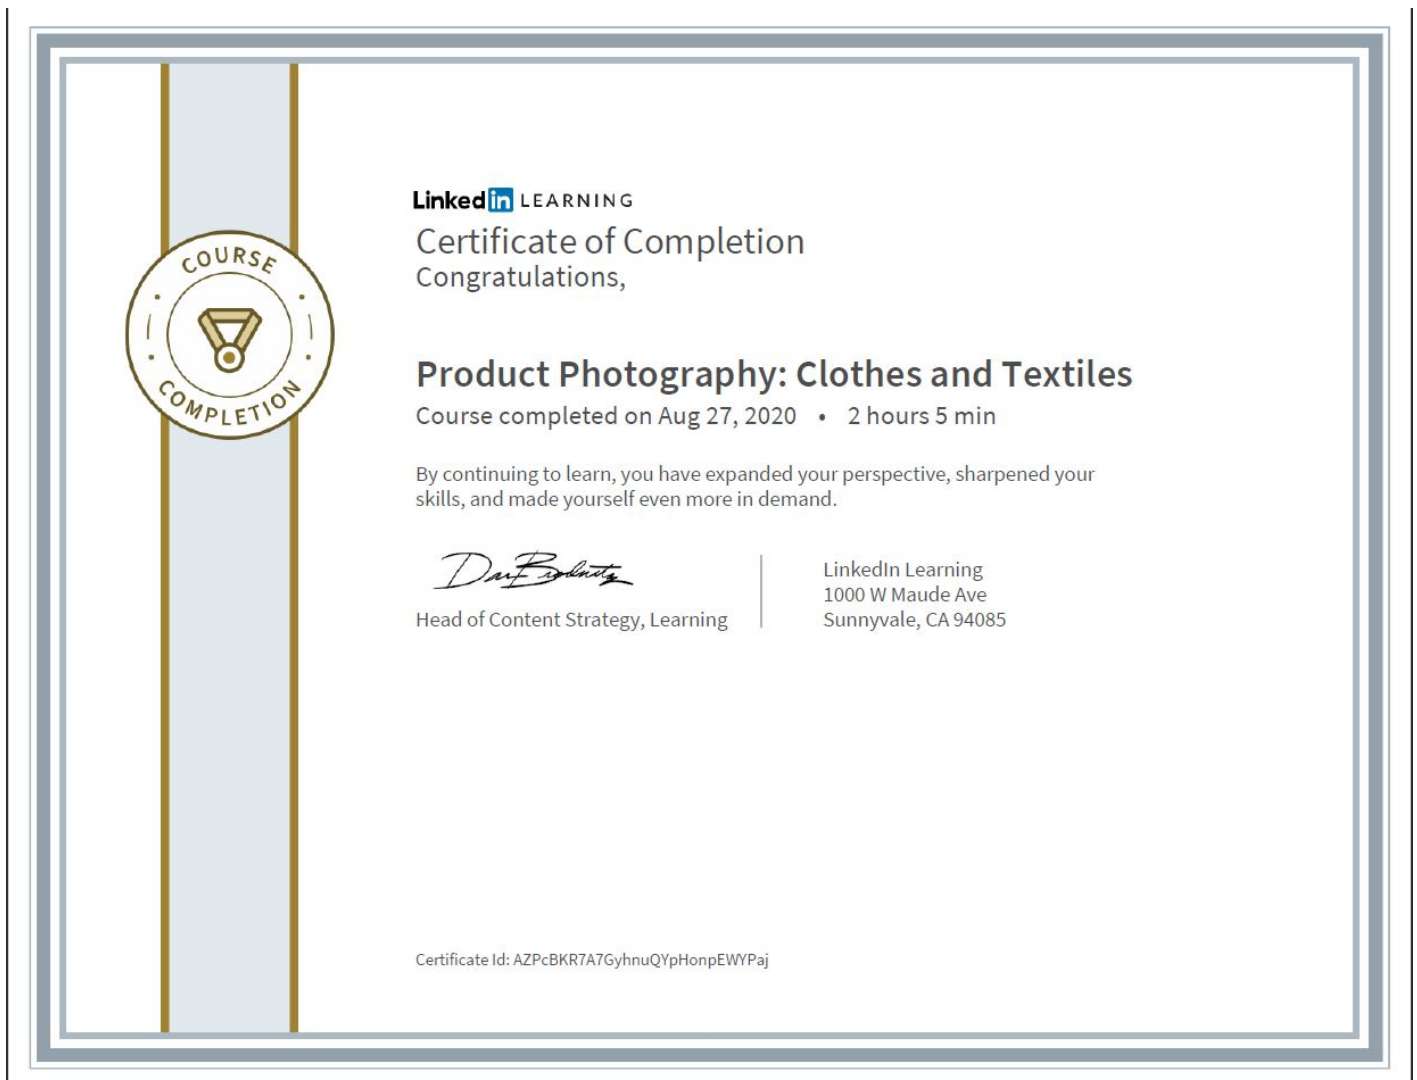 COURSE
COMPLETION
Linked in LEARNING
Certificate of Completion
Congratulations,
Product Photography: Clothes and Textiles
Course completed on Aug 27, 2020 • 2 hours 5 min
By continuing to learn, you have expanded your perspective, sharpened your
skills, and made yourself even more in demand.
Head of Content Strategy, Learning
LinkedIn Learning
1000 W Maude Ave
Sunnyvale, CA 94085
Certificate Id: AZPcBKR7A7GyhnuQYpHonpEWYPaj